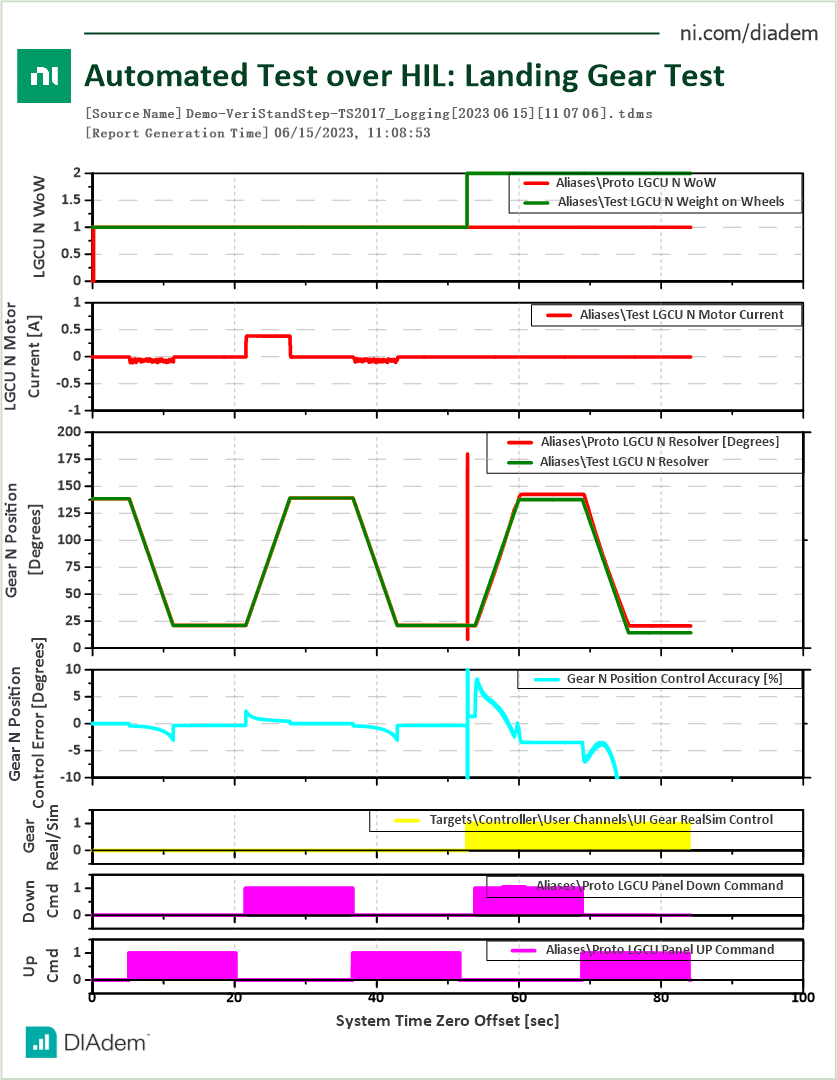 ni.com/diadem
ni
Automated Test over HIL: Landing Gear Test
[Source Name] Demo-VeriStandStep-TS2017_Logging[2023 06 15][11 07 06].tdms
[Report Generation Time] 06/15/2023, 11:08:53
LGCU N WoW
2
1.5
1
0.5
0
Aliases\Proto LGCU N WoW
Aliases\Test LGCU N Weight on Wheels
LGCU N Motor
Current [A]
1
0.5
0
-0.5
-1
Aliases\Test LGCU N Motor Current
Gear N Position
[Degrees]
200
175
150
125
100
75
50
25
0
Aliases\Proto LGCU N Resolver [Degrees]
Aliases\Test LGCU N Resolver
Gear N Position
Control Error [Degrees]
10
5
0
-5
-10
Gear N Position Control Accuracy [%]
Gear
Real/Sim
1
0
Targets\Controller\User Channels\UI Gear RealSim Control
Down
Cmd
1
0
Aliases\Proto LGCU Panel Down Command
Up
Cmd
1
0
Aliases\Proto LGCU Panel UP Command
0 20 40 60 80 100
System Time Zero Offset [sec]
DIAdem™